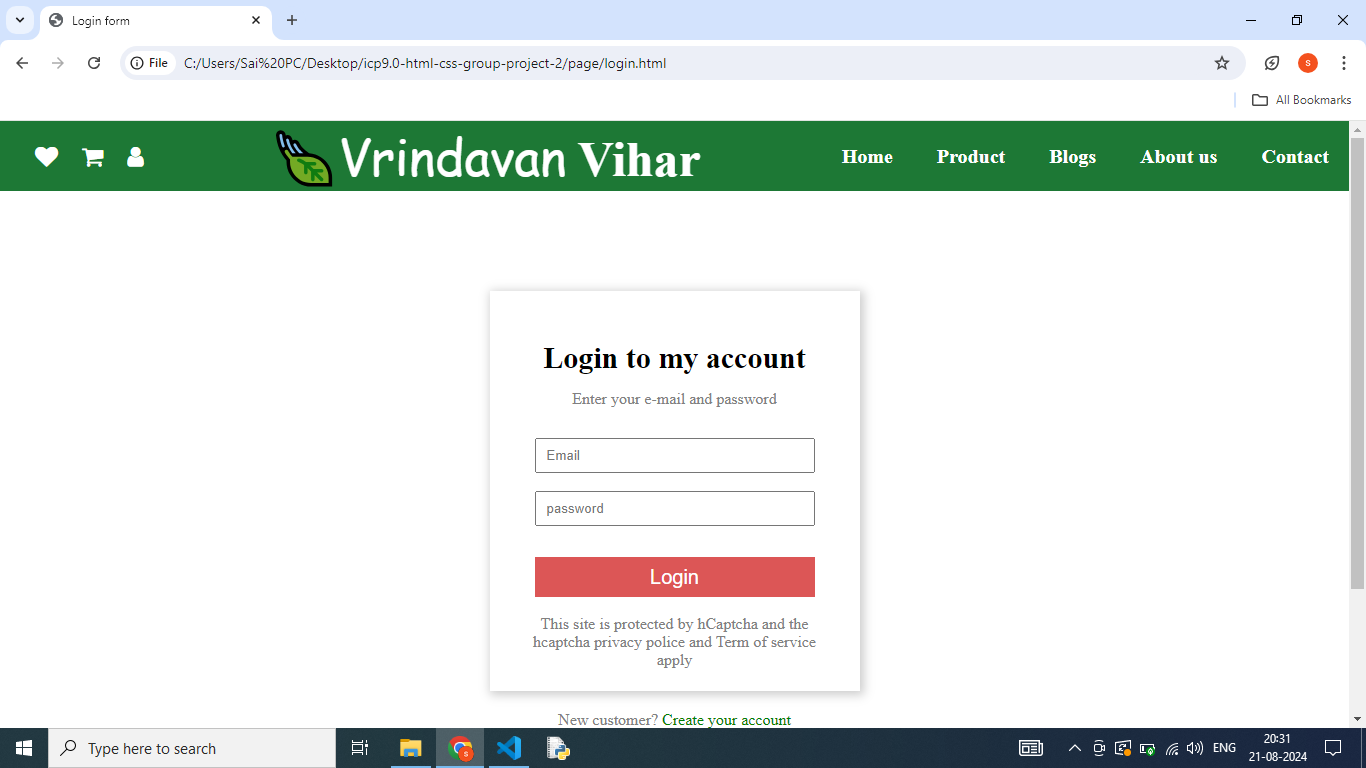 Login form
File
C:/Users/Sai%20PC/Desktop/icp9.0-html-css-group-project-2/page/login.html
S
All Bookmarks
Vrindavan Vihar
Home Product Blogs About us Contact
Login to my account
Enter your e-mail and password
Email
password
Login
This site is protected by hCaptcha and the
hcaptcha privacy police and Term of service
apply
New customer? Create your account
Type here to search
S
ENG
20:31
21-08-2024